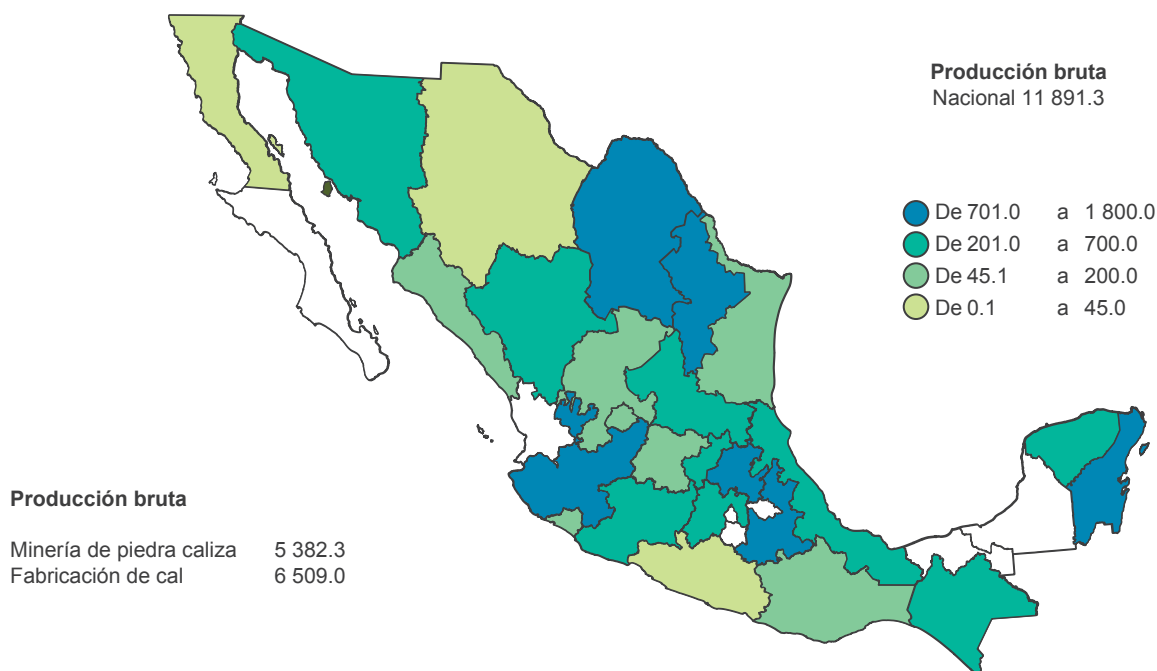 Producción bruta
Nacional 11 891.3
De 701.0 a 1 800.0
De 201.0 a 700.0
De 45.1 a 200.0
De 0.1 a 45.0
Producción bruta
Minería de piedra caliza 5 382.3
Fabricación de cal 6 509.0